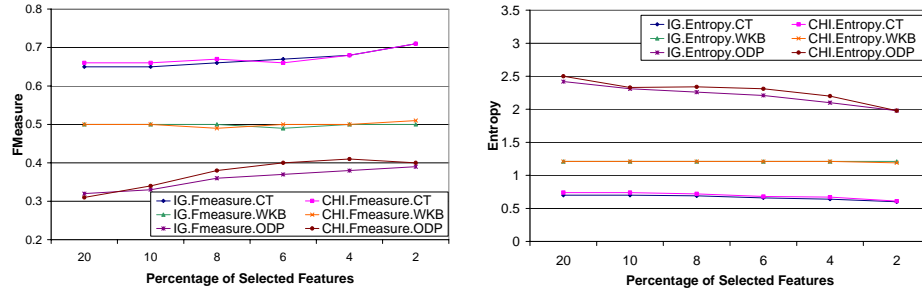 0.8
0.7
0.6
0.5
0.4
0.3
0.2
FMeasure
IG.Fmeasure.CT CHI.Fmeasure.CT
IG.Fmeasure.WKB CHI.Fmeasure.WKB
IG.Fmeasure.ODP CHI.Fmeasure.ODP
20 10 8 6 4 2
Percentage of Selected Features
3.5
3
2.5
2
1.5
1
0.5
0
Entropy
IG.Entropy.CT CHI.Entropy.CT
IG.Entropy.WKB CHI.Entropy.WKB
IG.Entropy.ODP CHI.Entropy.ODP
20 10 8 6 4 2
Percentage of Selected Features